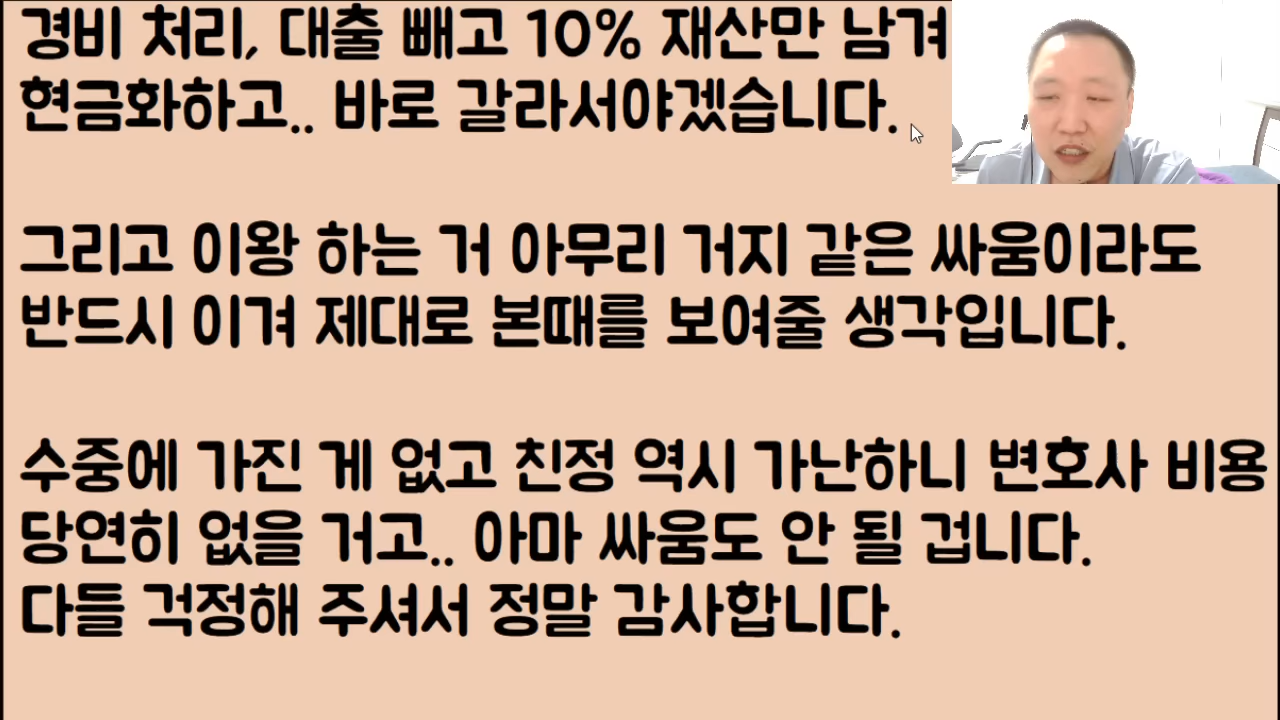 경비 처리, 대출 빼고 10% 재산만 남겨
현금화하고.. 바로 갈라서야겠습니다.
그리고 이왕 하는 거 아무리 거지 같은 싸움이라도
반드시 이겨 제대로 본때를 보여줄 생각입니다.
수중에 가진 게 없고 친정 역시 가난하니 변호사 비용
당연히 없을 거고.. 아마 싸움도 안 될 겁니다.
다들 걱정해 주셔서 정말 감사합니다.